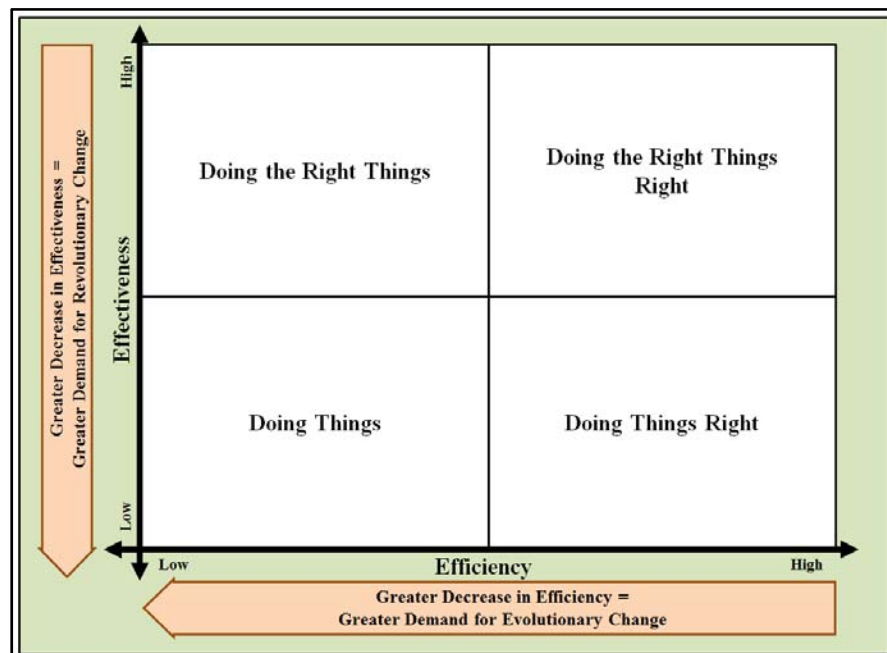 Greater Decrease in Effectiveness =
Greater Demand for Revolutionary Change
High
Effectiveness
Low
Doing the Right Things
Doing the Right Things
Right
Doing Things
Doing Things Right
Low
Efficiency
High
Greater Decrease in Efficiency =
Greater Demand for Evolutionary Change